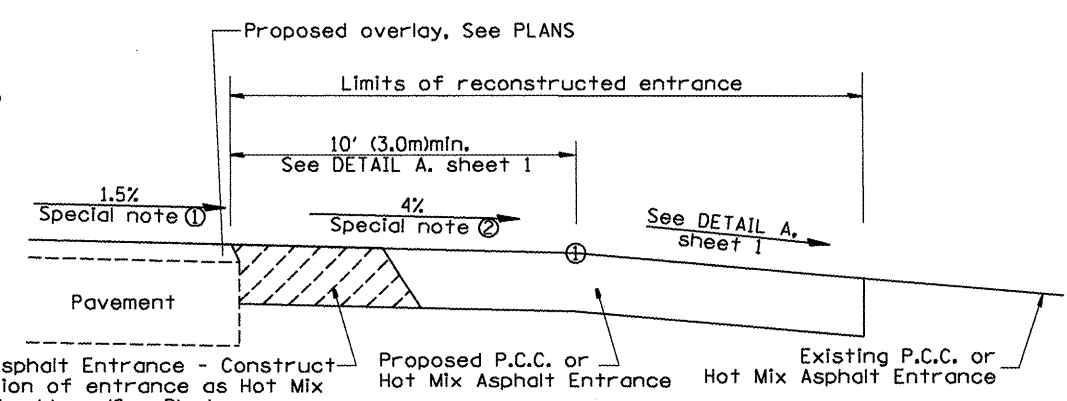 Proposed overlay, See PLANS
Limits of reconstructed entrance
10' (3.0m)min.
See DETAIL A. sheet 1
1.5%
Special note ①
4%
Special note ②
See DETAIL A.
sheet 1
①
Pavement
Asphalt Entrance - Construct
ion of entrance as Hot Mix
Proposed P.C.C. or
Hot Mix Asphalt Entrance
Existing P.C.C. or
Hot Mix Asphalt Entrance